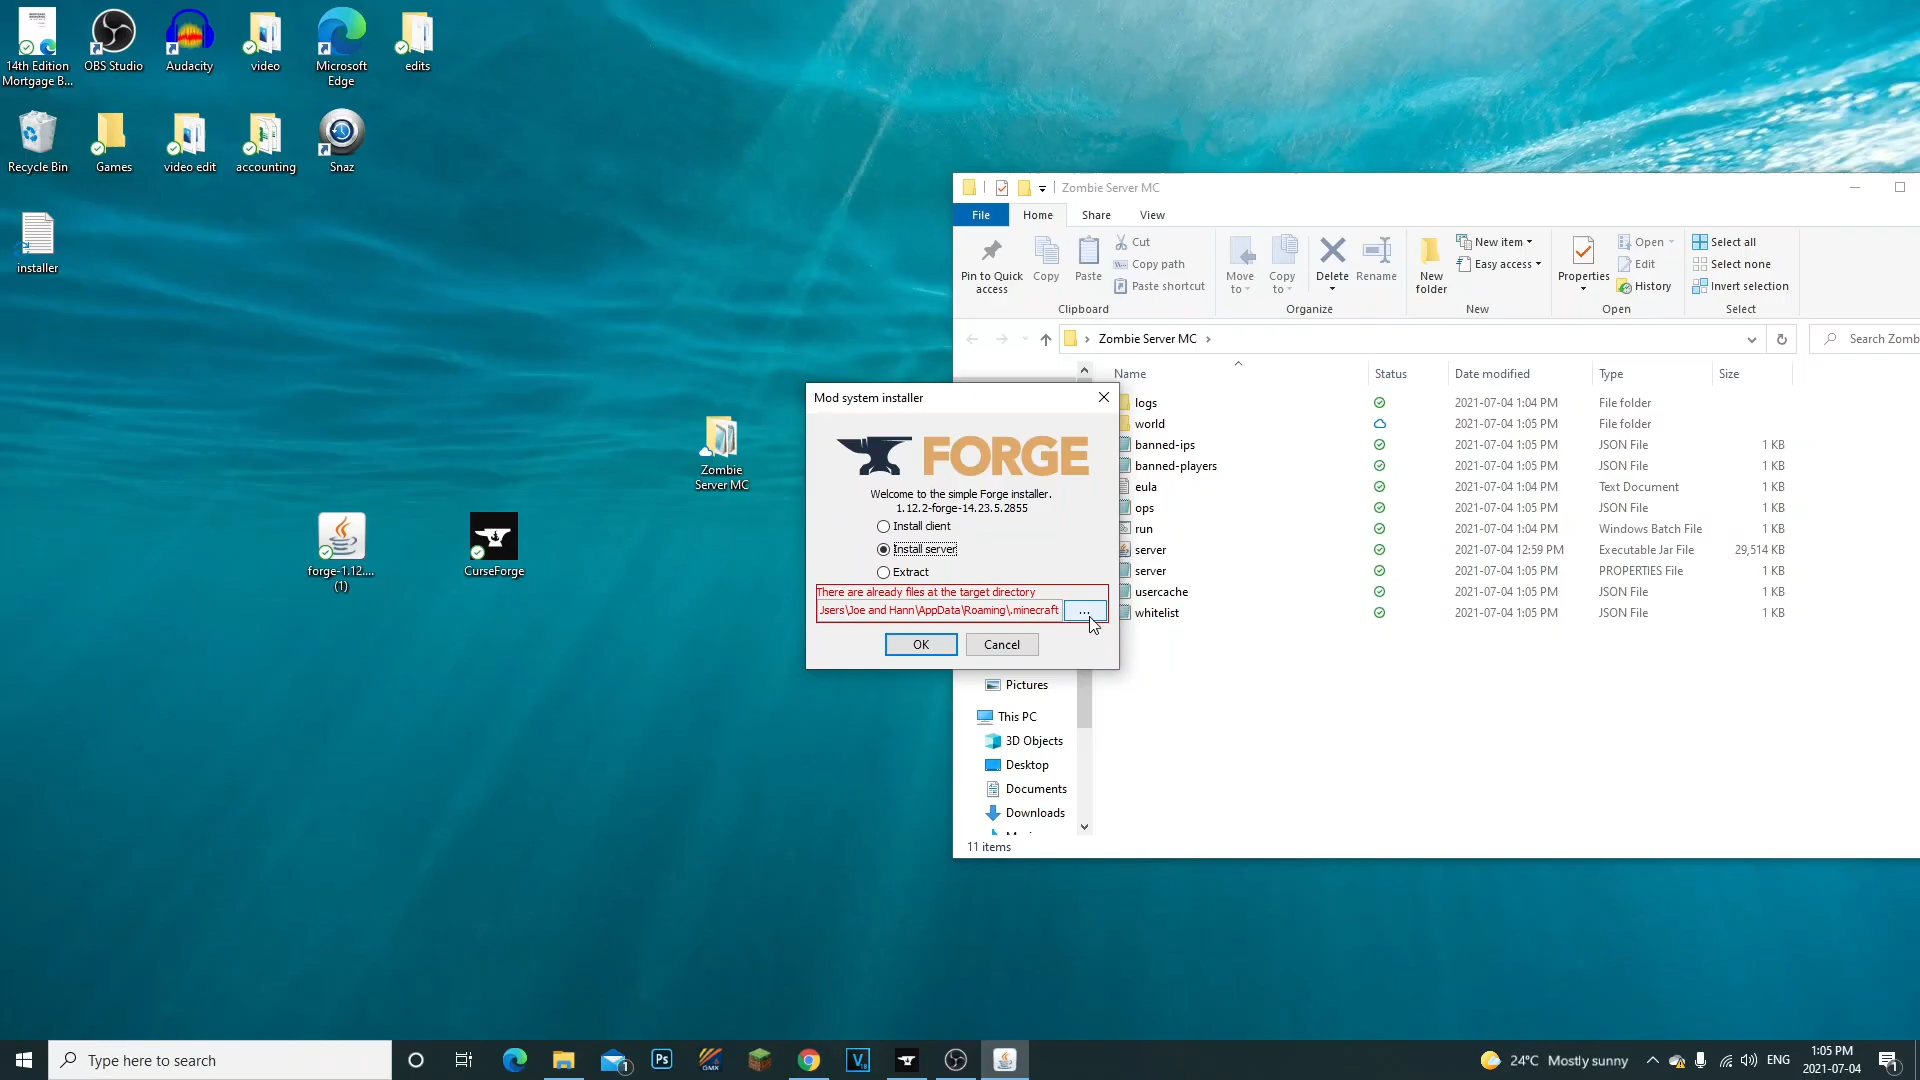 14th Edition
Mortgage B...
OBS Studio
Audacity
video
Microsoft
Edge
edits
Recycle Bin
Games
video edit
accounting
Snaz
installer
Zombie
Server MC
forge-1.12....
(1)
CurseForge
Zombie Server MC
File
Home
Share
View
Pin to Quick
access
Copy
Paste
Cut
Copy path
Paste shortcut
Clipboard
Move
to
Copy
to
Delete
Rename
Organize
New
folder
New item
Easy access
New
Properties
Open
Edit
History
Open
Select all
Select none
Invert selection
Select
Zombie Server MC
Search Zomb
Name
Status
Date modified
Type
Size
logs
2021-07-04 1:04 PM
File folder
world
2021-07-04 1:05 PM
File folder
banned-ips
2021-07-04 1:05 PM
JSON File
1 KB
banned-players
2021-07-04 1:05 PM
JSON File
1 KB
eula
2021-07-04 1:04 PM
Text Document
1 KB
ops
2021-07-04 1:05 PM
JSON File
1 KB
run
2021-07-04 1:04 PM
Windows Batch File
1 KB
server
2021-07-04 12:59 PM
Executable Jar File
29,514 KB
server
2021-07-04 1:05 PM
PROPERTIES File
1 KB
usercache
2021-07-04 1:05 PM
JSON File
1 KB
whitelist
2021-07-04 1:05 PM
JSON File
1 KB
Pictures
This PC
3D Objects
Desktop
Documents
Downloads
11 items
Mod system installer
FORGE
Welcome to the simple Forge installer.
1.12.2-forge-14.23.5.2855
Install client
Install server
Extract
There are already files at the target directory
Jsers\Joe and Hann\AppData\Roaming\.minecraft
...
OK
Cancel
Type here to search
1
Ps
GMX
24°C Mostly sunny
ENG
1:05 PM
2021-07-04
1